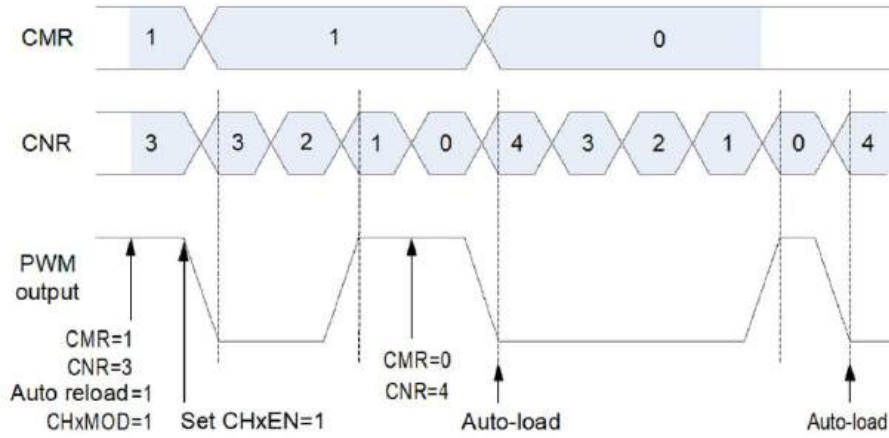 CMR 1 1 0
CNR 3 3 2 1 0 4 3 2 1 0 4
PWM
output
CMR=1
CNR=3
Auto reload=1
CHxMOD=1
Set CHxEN=1
CMR=0
CNR=4
Auto-load
Auto-load